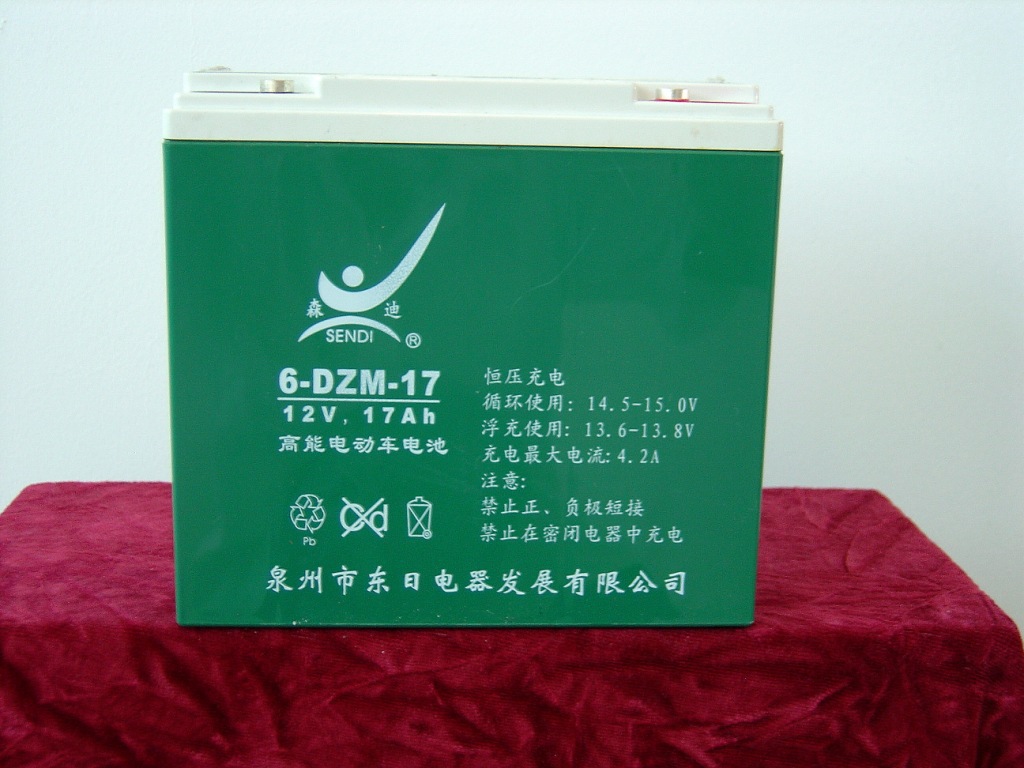 森 迪
SENDI ®
6-DZM-17
12V, 17Ah
高能电动车电池
恒压充电
循环使用: 14.5-15.0V
浮充使用: 13.6-13.8V
充电最大电流: 4.2A
注意:
禁止正、负极短接
禁止在密闭电器中充电
Pb
Cd
泉州市东日电器发展有限公司